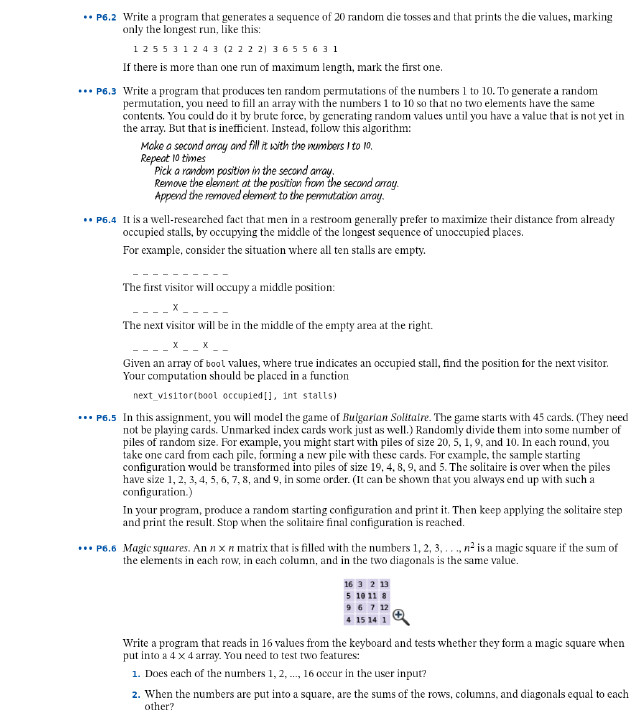 •• P6.2 Write a program that generates a sequence of 20 random die tosses and that prints the die values, marking
only the longest run, like this:
1 2 5 5 3 1 2 4 3 (2 2 2 2) 3 6 5 5 6 3 1
If there is more than one run of maximum length, mark the first one.
••• P6.3 Write a program that produces ten random permutations of the numbers 1 to 10. To generate a random
permutation, you need to fill an array with the numbers 1 to 10 so that no two elements have the same
contents. You could do it by brute force, by generating random values until you have a value that is not yet in
the array. But that is inefficient. Instead, follow this algorithm:
Make a second array and fill it with the numbers 1 to 10.
Repeat 10 times
Pick a random position in the second array.
Remove the element at the position from the second array.
Append the removed element to the permutation array.
•• P6.4 It is a well-researched fact that men in a restroom generally prefer to maximize their distance from already
occupied stalls, by occupying the middle of the longest sequence of unoccupied places.
For example, consider the situation where all ten stalls are empty.
_ _ _ _ _ _ _ _ _ _
The first visitor will occupy a middle position:
_ _ _ _ X _ _ _ _ _
The next visitor will be in the middle of the empty area at the right.
_ _ _ _ X _ _ X _ _
Given an array of bool values, where true indicates an occupied stall, find the position for the next visitor.
Your computation should be placed in a function
next_visitor(bool occupied[], int stalls)
••• P6.5 In this assignment, you will model the game of Bulgarian Solitaire. The game starts with 45 cards. (They need
not be playing cards. Unmarked index cards work just as well.) Randomly divide them into some number of
piles of random size. For example, you might start with piles of size 20, 5, 1, 9, and 10. In each round, you
take one card from each pile, forming a new pile with these cards. For example, the sample starting
configuration would be transformed into piles of size 19, 4, 8, 9, and 5. The solitaire is over when the piles
have size 1, 2, 3, 4, 5, 6, 7, 8, and 9, in some order. (It can be shown that you always end up with such a
configuration.)
In your program, produce a random starting configuration and print it. Then keep applying the solitaire step
and print the result. Stop when the solitaire final configuration is reached.
••• P6.6 Magic squares. An n × n matrix that is filled with the numbers 1, 2, 3, . . ., n² is a magic square if the sum of
the elements in each row, in each column, and in the two diagonals is the same value.
16 3 2 13
5 10 11 8
9 6 7 12
4 15 14 1
Write a program that reads in 16 values from the keyboard and tests whether they form a magic square when
put into a 4 × 4 array. You need to test two features:
1. Does each of the numbers 1, 2, ..., 16 occur in the user input?
2. When the numbers are put into a square, are the sums of the rows, columns, and diagonals equal to each
other?